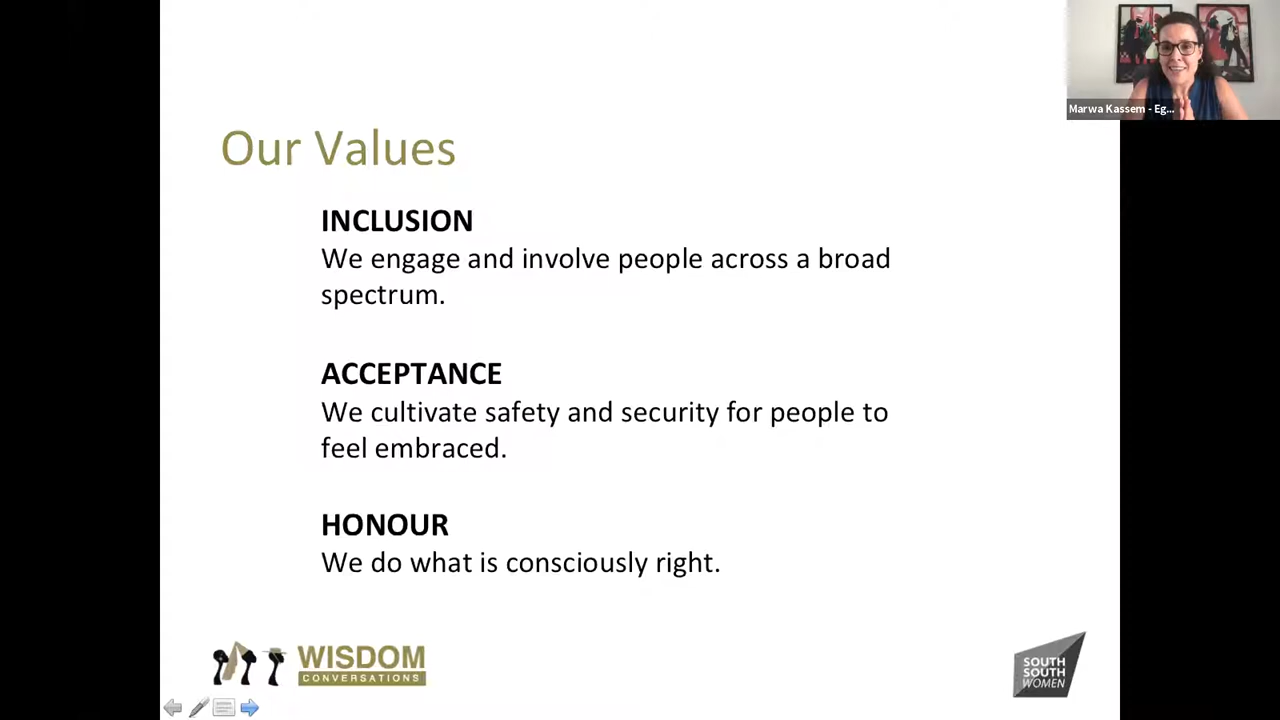 Marwa Kassem - Eg...
Our Values
INCLUSION
We engage and involve people across a broad
spectrum.
ACCEPTANCE
We cultivate safety and security for people to
feel embraced.
HONOUR
We do what is consciously right.
WISDOM
CONVERSATIONS
SOUTH
SOUTH
WOMEN